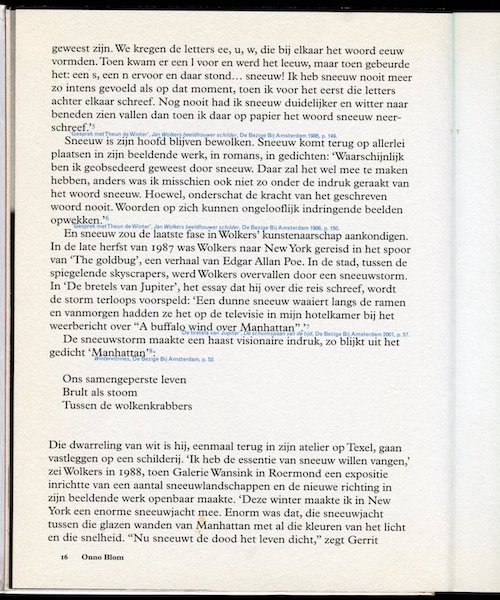 geweest zijn. We kregen de letters ee, u, w, die bij elkaar het woord eeuw
vormden. Toen kwam er een l voor en werd het leeuw, maar toen gebeurde
het: een s, een n ervoor en daar stond… sneeuw! Ik heb sneeuw nooit meer
zo intens gevoeld als op dat moment, toen ik voor het eerst die letters
achter elkaar schreef. Nog nooit had ik sneeuw duidelijker en witter naar
beneden zien vallen dan toen ik daar op papier het woord sneeuw neer-
schreef.’⁵
'Gesprek met Theun de Winter', Jan Wolkers beeldhouwer schilder, De Bezige Bij Amsterdam 1986, p. 149.
Sneeuw is zijn hoofd blijven bewolken. Sneeuw komt terug op allerlei
plaatsen in zijn beeldende werk, in romans, in gedichten: ‘Waarschijnlijk
ben ik geobsedeerd geweest door sneeuw. Daar zal het wel mee te maken
hebben, anders was ik misschien ook niet zo onder de indruk geraakt van
het woord sneeuw. Hoewel, onderschat de kracht van het geschreven
woord nooit. Woorden op zich kunnen ongelooflijk indringende beelden
opwekken.’⁶
'Gesprek met Theun de Winter', Jan Wolkers beeldhouwer schilder, De Bezige Bij Amsterdam 1986, p. 150.
En sneeuw zou de laatste fase in Wolkers’ kunstenaarschap aankondigen.
In de late herfst van 1987 was Wolkers naar New York gereisd in het spoor
van ‘The goldbug’, een verhaal van Edgar Allan Poe. In de stad, tussen de
spiegelende skyscrapers, werd Wolkers overvallen door een sneeuwstorm.
In ‘De bretels van Jupiter’, het essay dat hij over die reis schreef, wordt
de storm terloops voorspeld: ‘Een dunne sneeuw waaiert langs de ramen
en vanmorgen hadden ze het op de televisie in mijn hotelkamer bij het
weerbericht over “A buffalo wind over Manhattan”.’⁷
'De bretels van Jupiter', De schuimspaan van de tijd, De Bezige Bij Amsterdam 2001, p. 57.
De sneeuwstorm maakte een haast visionaire indruk, zo blijkt uit het
gedicht ‘Manhattan’⁸:
Wintervitrines, De Bezige Bij Amsterdam, p. 52.
Ons samengeperste leven
Brult als stoom
Tussen de wolkenkrabbers
Die dwarreling van wit is hij, eenmaal terug in zijn atelier op Texel, gaan
vastleggen op een schilderij. ‘Ik heb de essentie van sneeuw willen vangen,’
zei Wolkers in 1988, toen Galerie Wansink in Roermond een expositie
inrichtte van een aantal sneeuwlandschappen en de nieuwe richting in
zijn beeldende werk openbaar maakte. ‘Deze winter maakte ik in New
York een enorme sneeuwjacht mee. Enorm was dat, die sneeuwjacht
tussen die glazen wanden van Manhattan met al die kleuren van het licht
en die snelheid. “Nu sneeuwt de dood het leven dicht,” zegt Gerrit
16 Onno Blom